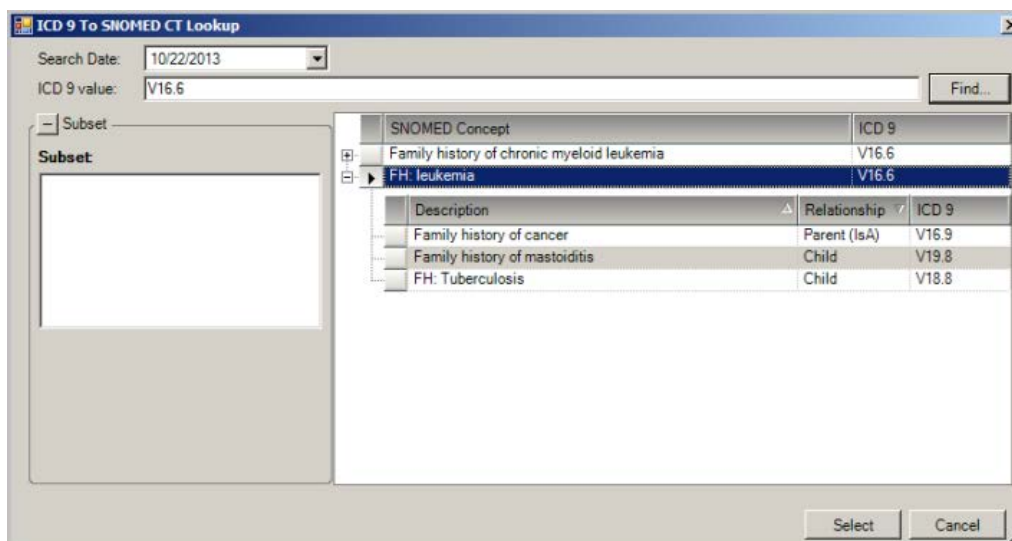 ICD 9 To SNOMED CT Lookup
Search Date: 10/22/2013
ICD 9 value: V16.6 Find...
Subset
Subset:
SNOMED Concept ICD 9
Family history of chronic myeloid leukemia V16.6
FH: leukemia V16.6
Description Relationship ICD 9
Family history of cancer Parent (IsA) V16.9
Family history of mastoiditis Child V19.8
FH: Tuberculosis Child V18.8
Select Cancel